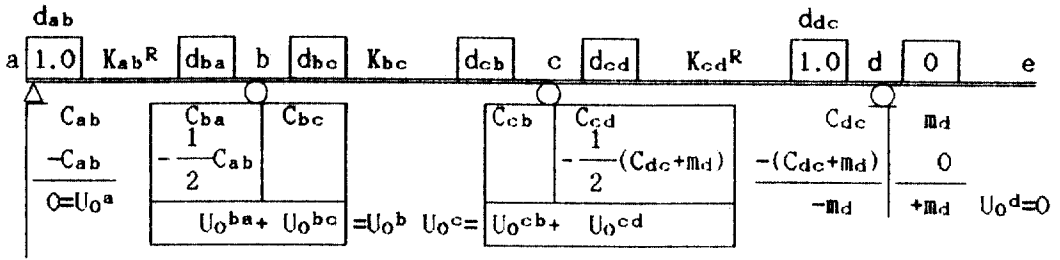 dab ddc
a 1.0 KabR dba b dbc Kbc dcb c dcd KcdR 1.0 d 0 e
Cab Cba Cbc Ccb Ccd Cdc md
-Cab -1/2Cab -1/2(Cdc+md) -(Cdc+md) 0
0=U0a U0ba+ U0bc =U0b U0c= U0cb+ U0cd -md +md U0d=0